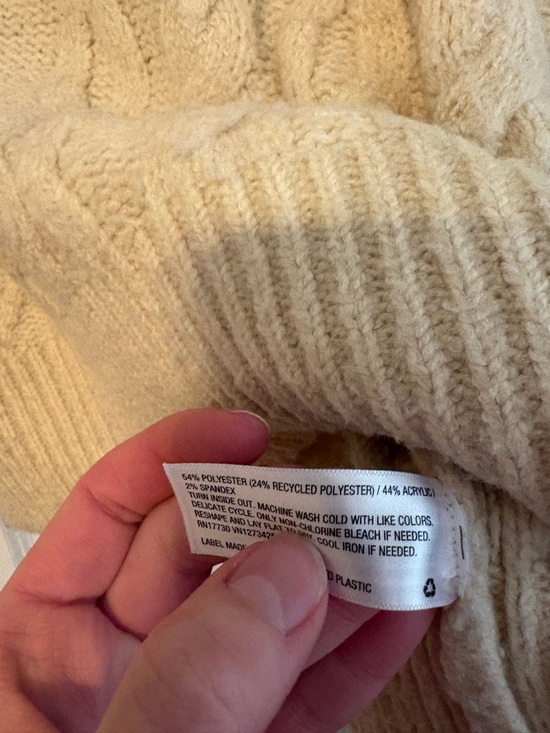 54% POLYESTER (24% RECYCLED POLYESTER) / 44% ACRYLIC /
2% SPANDEX
TURN INSIDE OUT. MACHINE WASH COLD WITH LIKE COLORS.
DELICATE CYCLE. ONLY NON-CHLORINE BLEACH IF NEEDED.
RESHAPE AND LAY FLAT TO DRY. COOL IRON IF NEEDED.
RN17730
LABEL MADE
PLASTIC